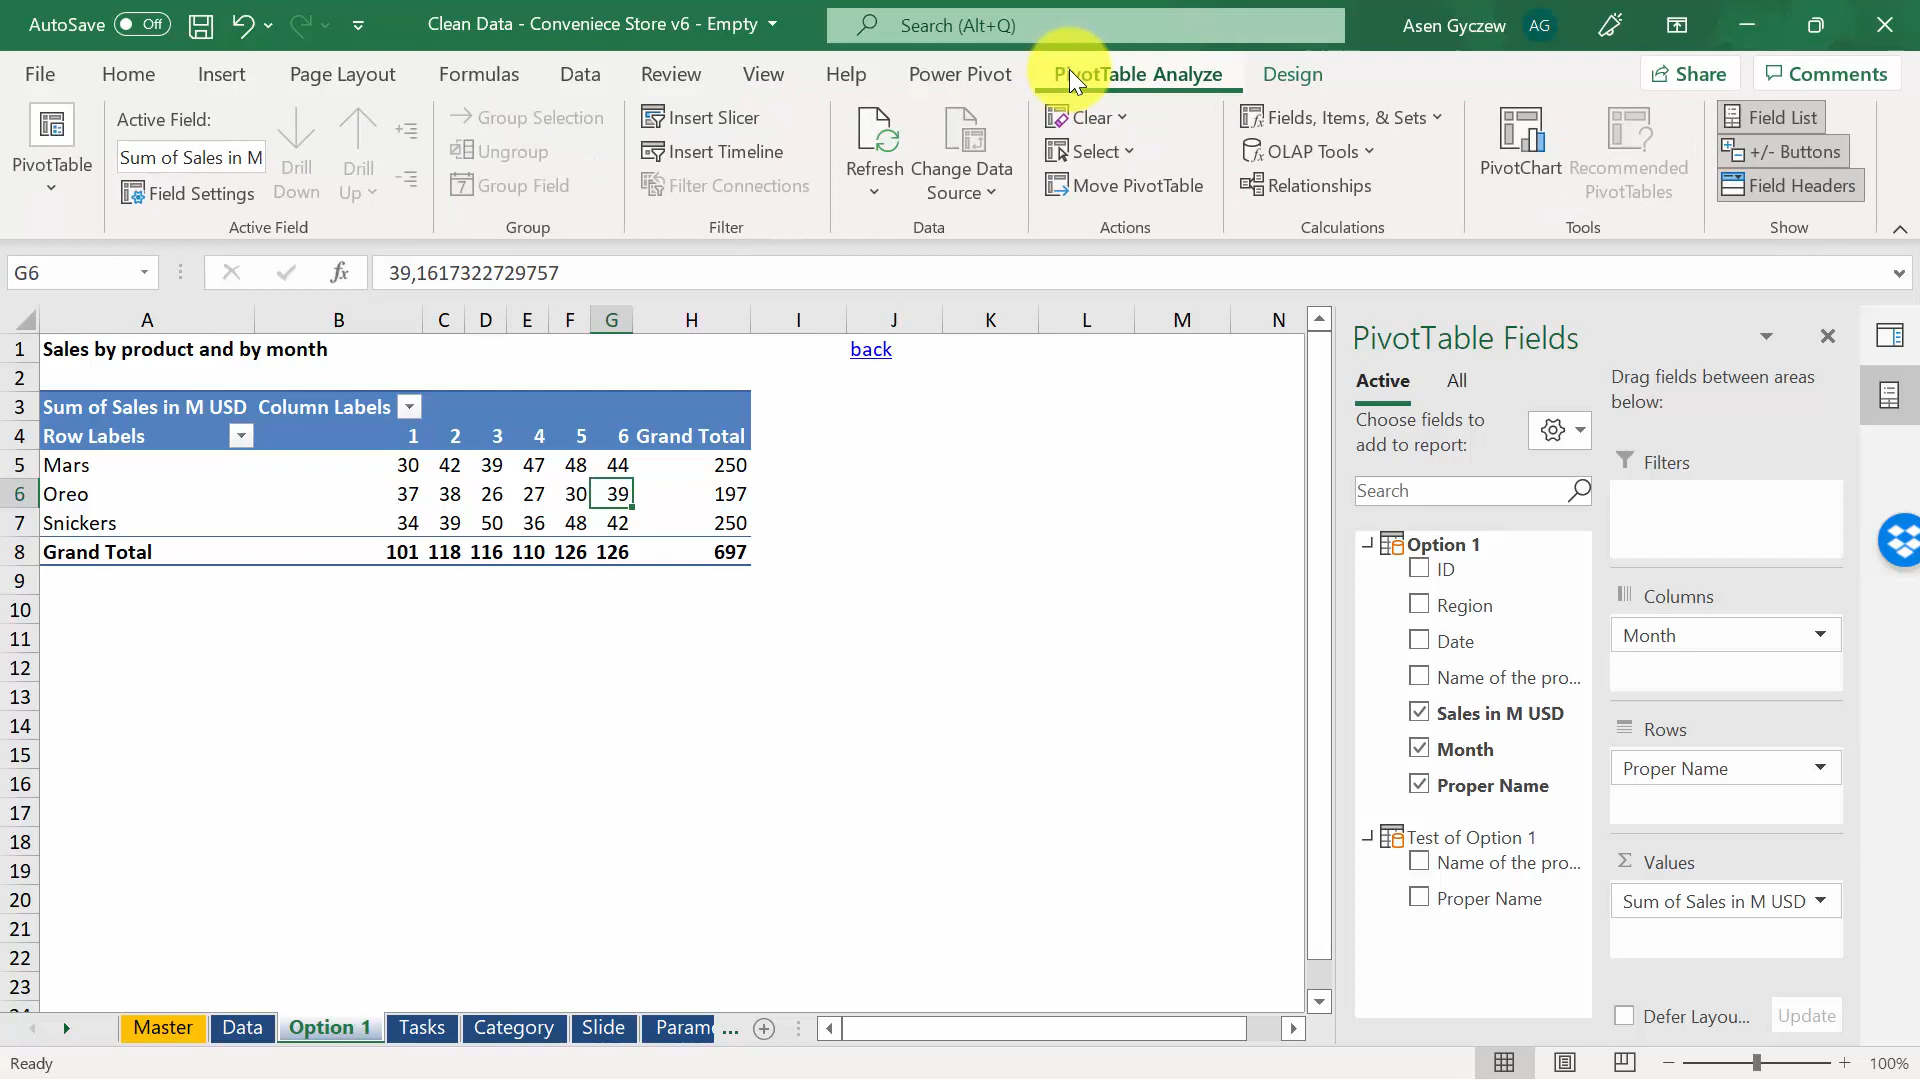 AutoSave Off Clean Data - Conveniece Store v6 - Empty Search (Alt+Q) Asen Gyczew AG
File Home Insert Page Layout Formulas Data Review View Help Power Pivot PivotTable Analyze Design Share Comments
PivotTable
Active Field:
Sum of Sales in M
Field Settings
Drill Down
Drill Up
Active Field
Group Selection
Ungroup
Group Field
Group
Insert Slicer
Insert Timeline
Filter Connections
Filter
Refresh
Change Data Source
Data
Clear
Select
Move PivotTable
Actions
Fields, Items, & Sets
OLAP Tools
Relationships
Calculations
PivotChart
Recommended PivotTables
Tools
Field List
+/- Buttons
Field Headers
Show
G6 fx 39,1617322729757
A B C D E F G H I J K L M N
1 Sales by product and by month back
2
3 Sum of Sales in M USD Column Labels
4 Row Labels 1 2 3 4 5 6 Grand Total
5 Mars 30 42 39 47 48 44 250
6 Oreo 37 38 26 27 30 39 197
7 Snickers 34 39 50 36 48 42 250
8 Grand Total 101 118 116 110 126 126 697
9
10
11
12
13
14
15
16
17
18
19
20
21
22
23
PivotTable Fields
Active All
Choose fields to
add to report:
Search
Option 1
ID
Region
Date
Name of the pro...
Sales in M USD
Month
Proper Name
Test of Option 1
Name of the pro...
Proper Name
Drag fields between areas
below:
Filters
Columns
Month
Rows
Proper Name
Σ Values
Sum of Sales in M USD
Defer Layou... Update
Master Data Option 1 Tasks Category Slide Parame ...
Ready 100%